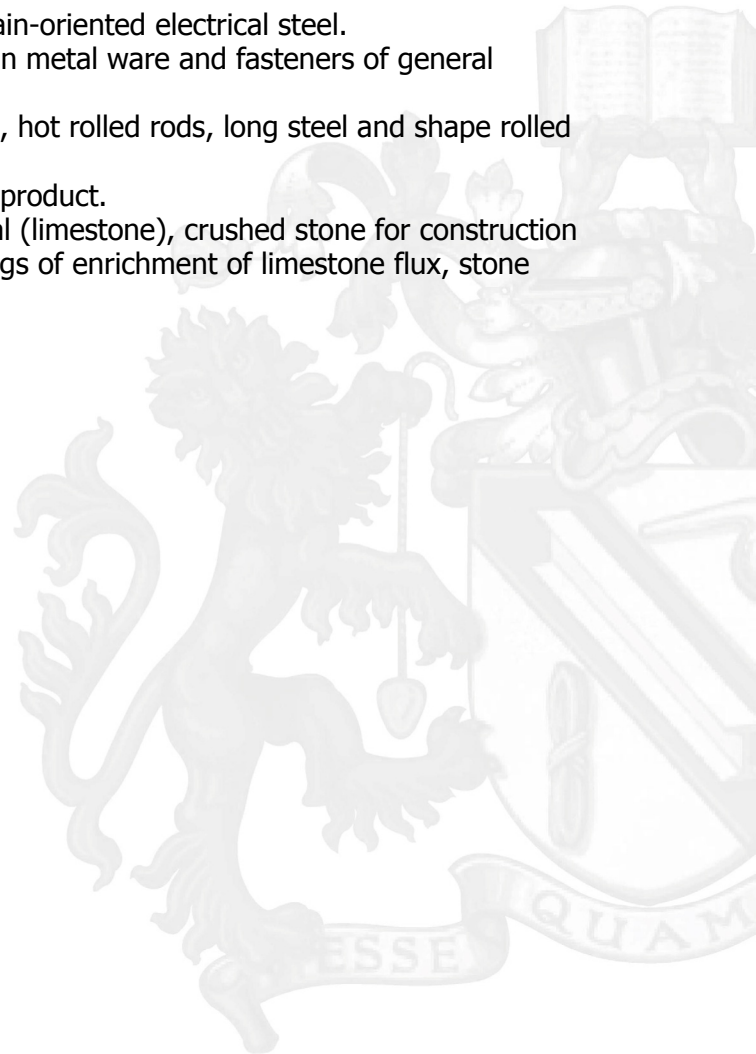 ain-oriented electrical steel.
n metal ware and fasteners of general
, hot rolled rods, long steel and shape rolled
product.
al (limestone), crushed stone for construction
gs of enrichment of limestone flux, stone
ESSE
QUAM